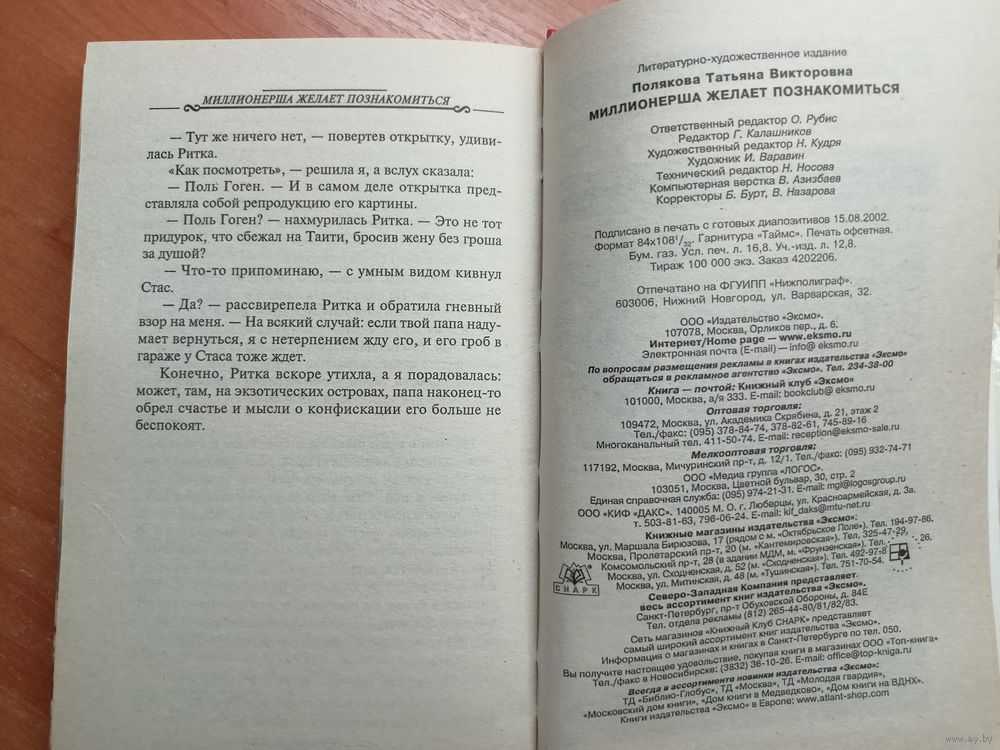 МИЛЛИОНЕРША ЖЕЛАЕТ ПОЗНАКОМИТЬСЯ
— Тут же ничего нет, — повертев открытку, удиви-
лась Ритка.
«Как посмотреть», — решила я, а вслух сказала:
— Поль Гоген. — И в самом деле открытка пред-
ставляла собой репродукцию его картины.
— Поль Гоген? — нахмурилась Ритка. — Это не тот
придурок, что сбежал на Таити, бросив жену без гроша
за душой?
— Что-то припоминаю, — с умным видом кивнул
Стас.
— Да? — рассвирепела Ритка и обратила гневный
взор на меня. — На всякий случай: если твой папа наду-
мает вернуться, я с нетерпением жду его, и его гроб в
гараже у Стаса тоже ждет.
Конечно, Ритка вскоре утихла, а я порадовалась:
может, там, на экзотических островах, папа наконец-то
обрел счастье и мысли о конфискации его больше не
беспокоят.
Литературно-художественное издание
Полякова Татьяна Викторовна
МИЛЛИОНЕРША ЖЕЛАЕТ ПОЗНАКОМИТЬСЯ
Ответственный редактор О. Рубис
Редактор Г. Калашников
Художественный редактор Н. Кудря
Художник И. Варавин
Технический редактор Н. Носова
Компьютерная верстка В. Азизбаев
Корректоры Б. Бурт, В. Назарова
Подписано в печать с готовых диапозитивов 15.08.2002.
Формат 84х108 1/32. Гарнитура «Таймс». Печать офсетная.
Бум. газ. Усл. печ. л. 16,8. Уч.-изд. л. 12,8.
Тираж 100 000 экз. Заказ 4202206.
Отпечатано на ФГУИПП «Нижполиграф».
603006, Нижний Новгород, ул. Варварская, 32.
ООО «Издательство «Эксмо».
107078, Москва, Орликов пер., д. 6.
Интернет/Home page — www.eksmo.ru
Электронная почта (E-mail) — info@ eksmo.ru
По вопросам размещения рекламы в книгах издательства «Эксмо»
обращаться в рекламное агентство «Эксмо». Тел. 234-38-00
Книга — почтой: Книжный клуб «Эксмо»
101000, Москва, а/я 333. E-mail: bookclub@ eksmo.ru
Оптовая торговля:
109472, Москва, ул. Академика Скрябина, д. 21, этаж 2
Тел./факс: (095) 378-84-74, 378-82-61, 745-89-16
Многоканальный тел. 411-50-74. E-mail: reception@eksmo-sale.ru
Мелкооптовая торговля:
117192, Москва, Мичуринский пр-т, д. 12/1. Тел./факс: (095) 932-74-71
ООО «Медиа группа «ЛОГОС».
103051, Москва, Цветной бульвар, 30, стр. 2
Единая справочная служба: (095) 974-21-31. E-mail: mgl@logosgroup.ru
ООО «КИФ «ДАКС». 140005 М. О. г. Люберцы, ул. Красноармейская, д. 3а.
т. 503-81-63, 796-06-24. E-mail: kif_daks@mtu-net.ru
Книжные магазины издательства «Эксмо»:
Москва, ул. Маршала Бирюзова, 17 (рядом с м. «Октябрьское Поле»). Тел. 194-97-86.
Москва, Пролетарский пр-т, 20 (м. «Кантемировская»). Тел. 325-47-29.
Комсомольский пр-т, 28 (в здании МДМ, м. «Фрунзенская»). Тел. 26.
Москва, ул. Сходненская, д. 52 (м. «Сходненская»). Тел. 492-97-8
Москва, ул. Митинская, д. 48 (м. «Тушинская»). Тел. 751-70-54.
СНАРК
Северо-Западная Компания представляет
весь ассортимент книг издательства «Эксмо».
Санкт-Петербург, пр-т Обуховской Обороны, д. 84Е
Тел. отдела рекламы (812) 265-44-80/81/82/83.
Сеть магазинов «Книжный Клуб СНАРК» представляет
самый широкий ассортимент книг издательства «Эксмо».
Информация о магазинах и книгах в Санкт-Петербурге по тел. 050.
Вы получите настоящее удовольствие, покупая книги в магазинах ООО «Топ-книга»
Тел./факс в Новосибирске: (3832) 36-10-26. E-mail: office@top-kniga.ru
Всегда в ассортименте новинки издательства «Эксмо»:
ТД «Библио-Глобус», ТД «Москва», ТД «Молодая гвардия»,
«Московский дом книги», «Дом книги в Медведково», «Дом книги на ВДНХ».
Книги издательства «Эксмо» в Европе: www.atlant-shop.com
www.ay.by